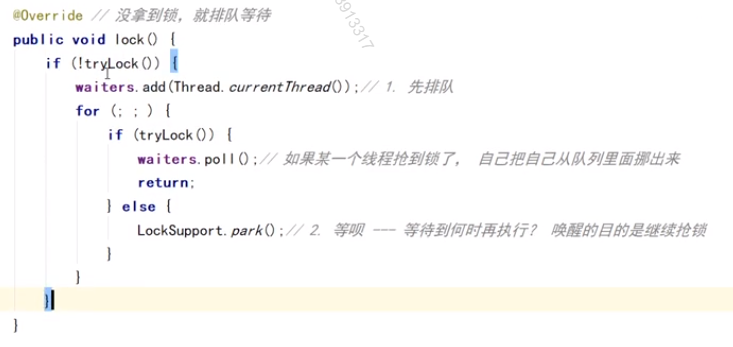 @Override // 没拿到锁，就排队等待
8913317
public void lock() {
if (!tryLock()) {
waiters.add(Thread.currentThread());// 1. 先排队
for (; ; ) {
if (tryLock()) {
waiters.poll();// 如果某一个线程抢到锁了， 自己把自己从队列里面挪出来
return;
} else {
LockSupport.park();// 2. 等呗 --- 等待到何时再执行？ 唤醒的目的是继续抢锁
}
}
}
}